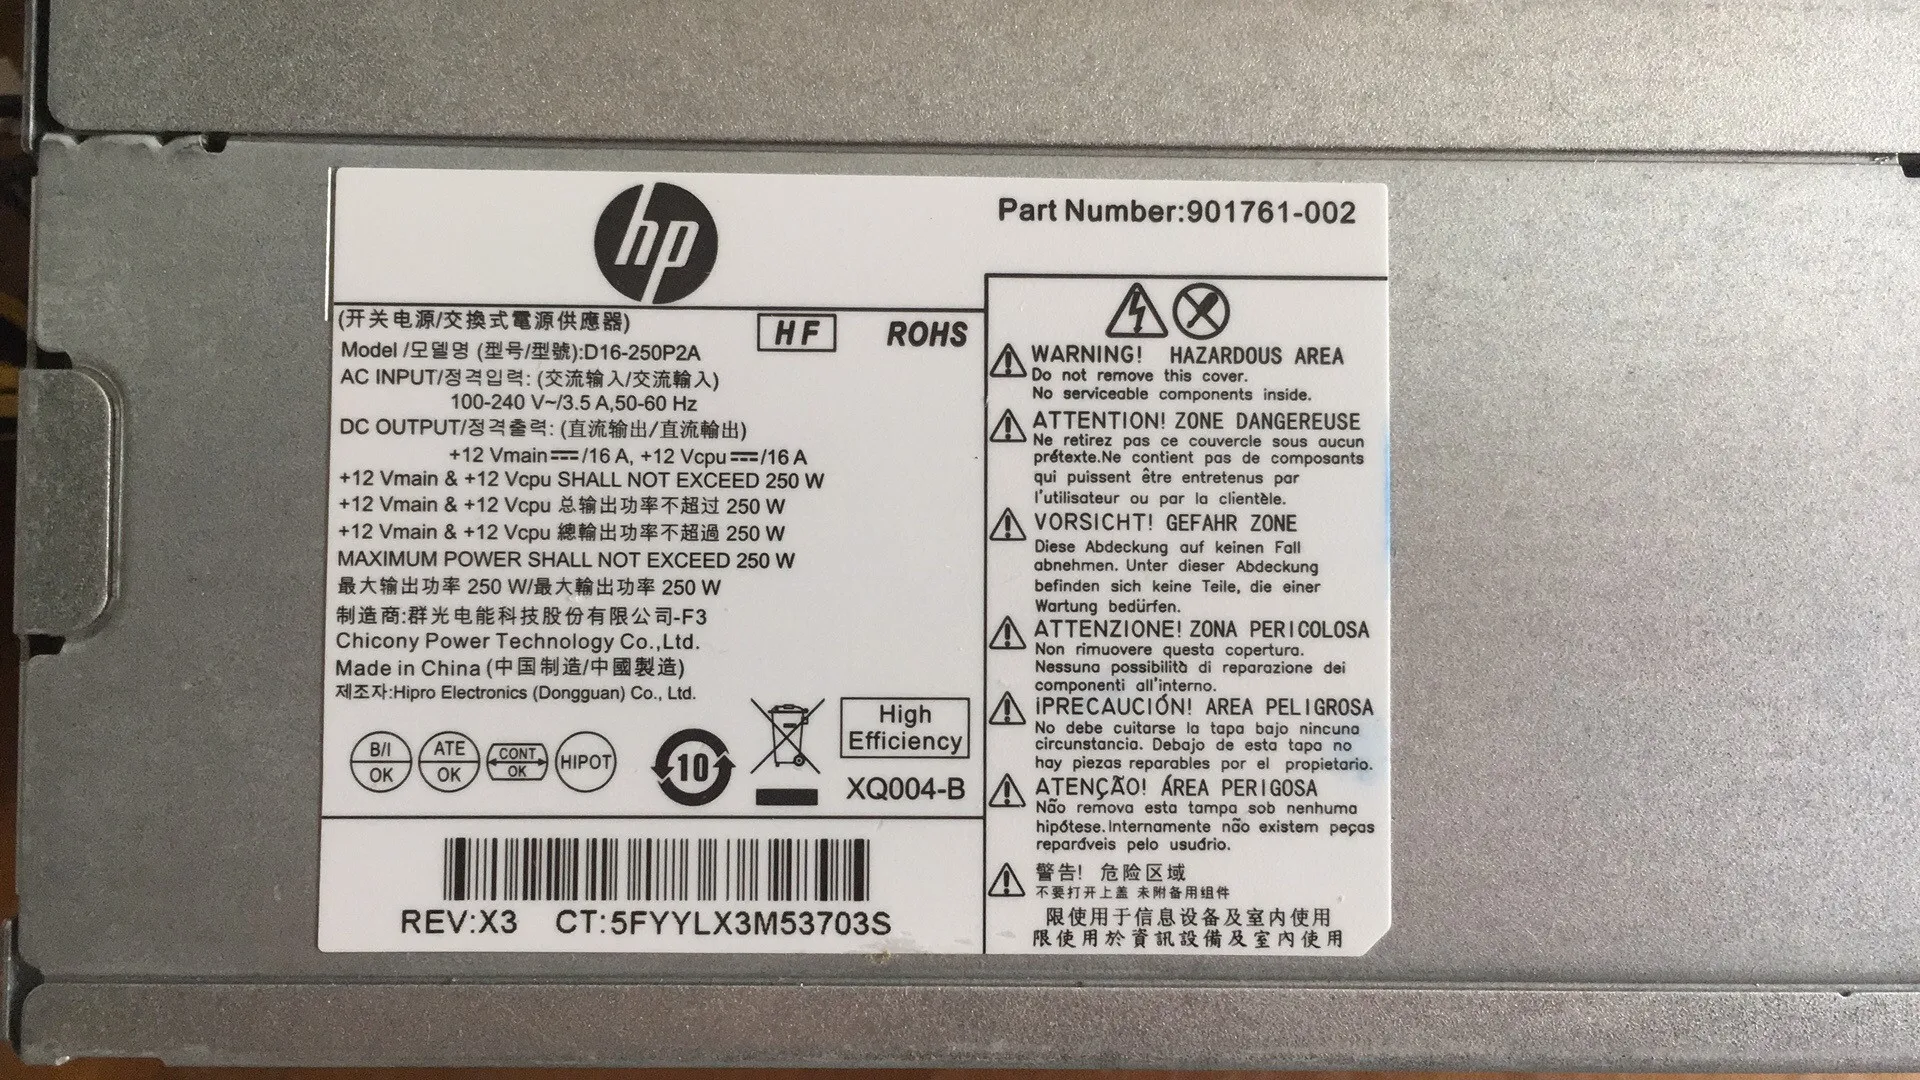 hp
Part Number:901761-002
(开关电源/交換式電源供應器)
HF
ROHS
Model /모델명 (型号/型號):D16-250P2A
AC INPUT/정격입력: (交流输入/交流輸入)
100-240 V~/3.5 A,50-60 Hz
DC OUTPUT/정격출력: (直流输出/直流輸出)
+12 Vmain⎓/16 A, +12 Vcpu⎓/16 A
+12 Vmain & +12 Vcpu SHALL NOT EXCEED 250 W
+12 Vmain & +12 Vcpu 总输出功率不超过 250 W
+12 Vmain & +12 Vcpu 總輸出功率不超過 250 W
MAXIMUM POWER SHALL NOT EXCEED 250 W
最大输出功率 250 W/最大輸出功率 250 W
制造商:群光电能科技股份有限公司-F3
Chicony Power Technology Co.,Ltd.
Made in China (中国制造/中國製造)
제조자:Hipro Electronics (Dongguan) Co., Ltd.
B/I OK
ATE OK
CONT OK
HIPOT
10
High
Efficiency
XQ004-B
REV:X3 CT:5FYYLX3M53703S
WARNING! HAZARDOUS AREA
Do not remove this cover.
No serviceable components inside.
ATTENTION! ZONE DANGEREUSE
Ne retirez pas ce couvercle sous aucun
prétexte.Ne contient pas de composants
qui puissent être entretenus par
l'utilisateur ou par la clientèle.
VORSICHT! GEFAHR ZONE
Diese Abdeckung auf keinen Fall
abnehmen. Unter dieser Abdeckung
befinden sich keine Teile, die einer
Wartung bedürfen.
ATTENZIONE! ZONA PERICOLOSA
Non rimuovere questa copertura.
Nessuna possibilità di reparazione dei
componenti all'interno.
¡PRECAUCIÓN! AREA PELIGROSA
No debe cuitarse la tapa bajo nincuna
circunstancia. Debajo de esta tapa no
hay piezas reparables por el propietario.
ATENÇÃO! ÁREA PERIGOSA
Não remova esta tampa sob nenhuma
hipótese.Internamente não existem peças
reparáveis pelo usuário.
警告! 危险区域
不要打开上盖 未附备用组件
限使用于信息设备及室内使用
限使用於資訊設備及室內使用